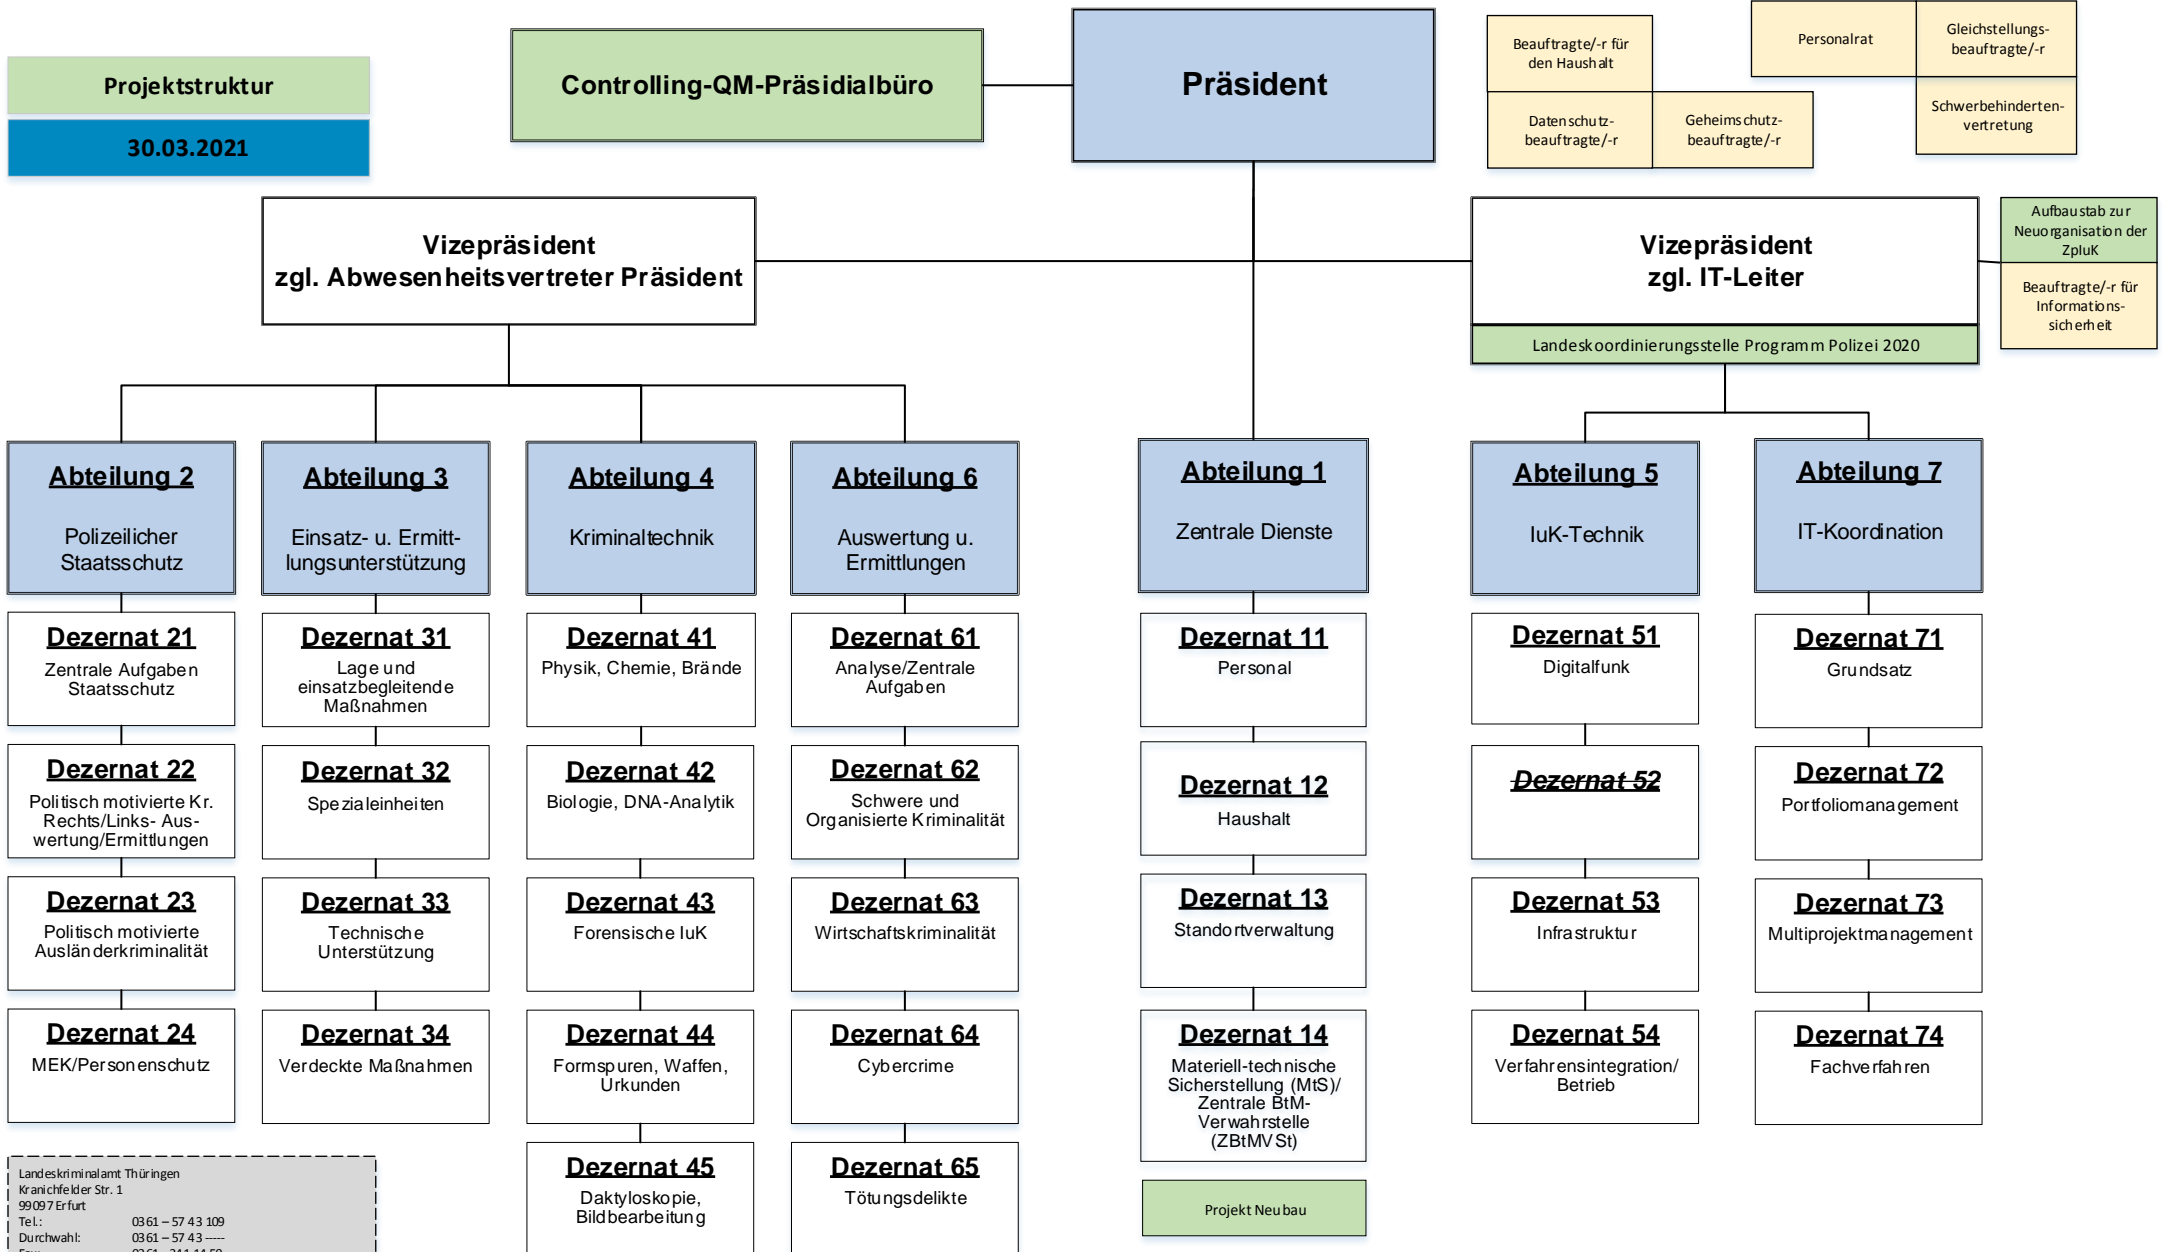 Projektstruktur
30.03.2021
Controlling-QM-Präsidialbüro
Präsident
Beauftragte/-r für
den Haushalt
Datenschutz-
beauftragte/-r
Geheimschutz-
beauftragte/-r
Personalrat
Gleichstellungs-
beauftragte/-r
Schwerbehinderten-
vertretung
Vizepräsident
zgl. Abwesenheitsvertreter Präsident
Vizepräsident
zgl. IT-Leiter
Landeskoordinierungsstelle Programm Polizei 2020
Aufbaustab zur
Neuorganisation der
ZpIuK
Beauftragte/-r für
Informations-
sicherheit
Abteilung 2
Polizeilicher
Staatsschutz
Dezernat 21
Zentrale Aufgaben
Staatsschutz
Dezernat 22
Politisch motivierte Kr.
Rechts/Links- Aus-
wertung/Ermittlungen
Dezernat 23
Politisch motivierte
Ausländerkriminalität
Dezernat 24
MEK/Personenschutz
Abteilung 3
Einsatz- u. Ermitt-
lungsunterstützung
Dezernat 31
Lage und
einsatzbegleitende
Maßnahmen
Dezernat 32
Spezialeinheiten
Dezernat 33
Technische
Unterstützung
Dezernat 34
Verdeckte Maßnahmen
Abteilung 4
Kriminaltechnik
Dezernat 41
Physik, Chemie, Brände
Dezernat 42
Biologie, DNA-Analytik
Dezernat 43
Forensische IuK
Dezernat 44
Formspuren, Waffen,
Urkunden
Dezernat 45
Daktyloskopie,
Bildbearbeitung
Abteilung 6
Auswertung u.
Ermittlungen
Dezernat 61
Analyse/Zentrale
Aufgaben
Dezernat 62
Schwere und
Organisierte Kriminalität
Dezernat 63
Wirtschaftskriminalität
Dezernat 64
Cybercrime
Dezernat 65
Tötungsdelikte
Abteilung 1
Zentrale Dienste
Dezernat 11
Personal
Dezernat 12
Haushalt
Dezernat 13
Standortverwaltung
Dezernat 14
Materiell-technische
Sicherstellung (MtS)/
Zentrale BtM-
Verwahrstelle
(ZBtMVSt)
Projekt Neubau
Abteilung 5
IuK-Technik
Dezernat 51
Digitalfunk
Dezernat 52
Dezernat 53
Infrastruktur
Dezernat 54
Verfahrensintegration/
Betrieb
Abteilung 7
IT-Koordination
Dezernat 71
Grundsatz
Dezernat 72
Portfoliomanagement
Dezernat 73
Multiprojektmanagement
Dezernat 74
Fachverfahren
Landeskriminalamt Thüringen
Kranichfelder Str. 1
99097 Erfurt
Tel.: 0361 – 57 43 109
Durchwahl: 0361 – 57 43 -----